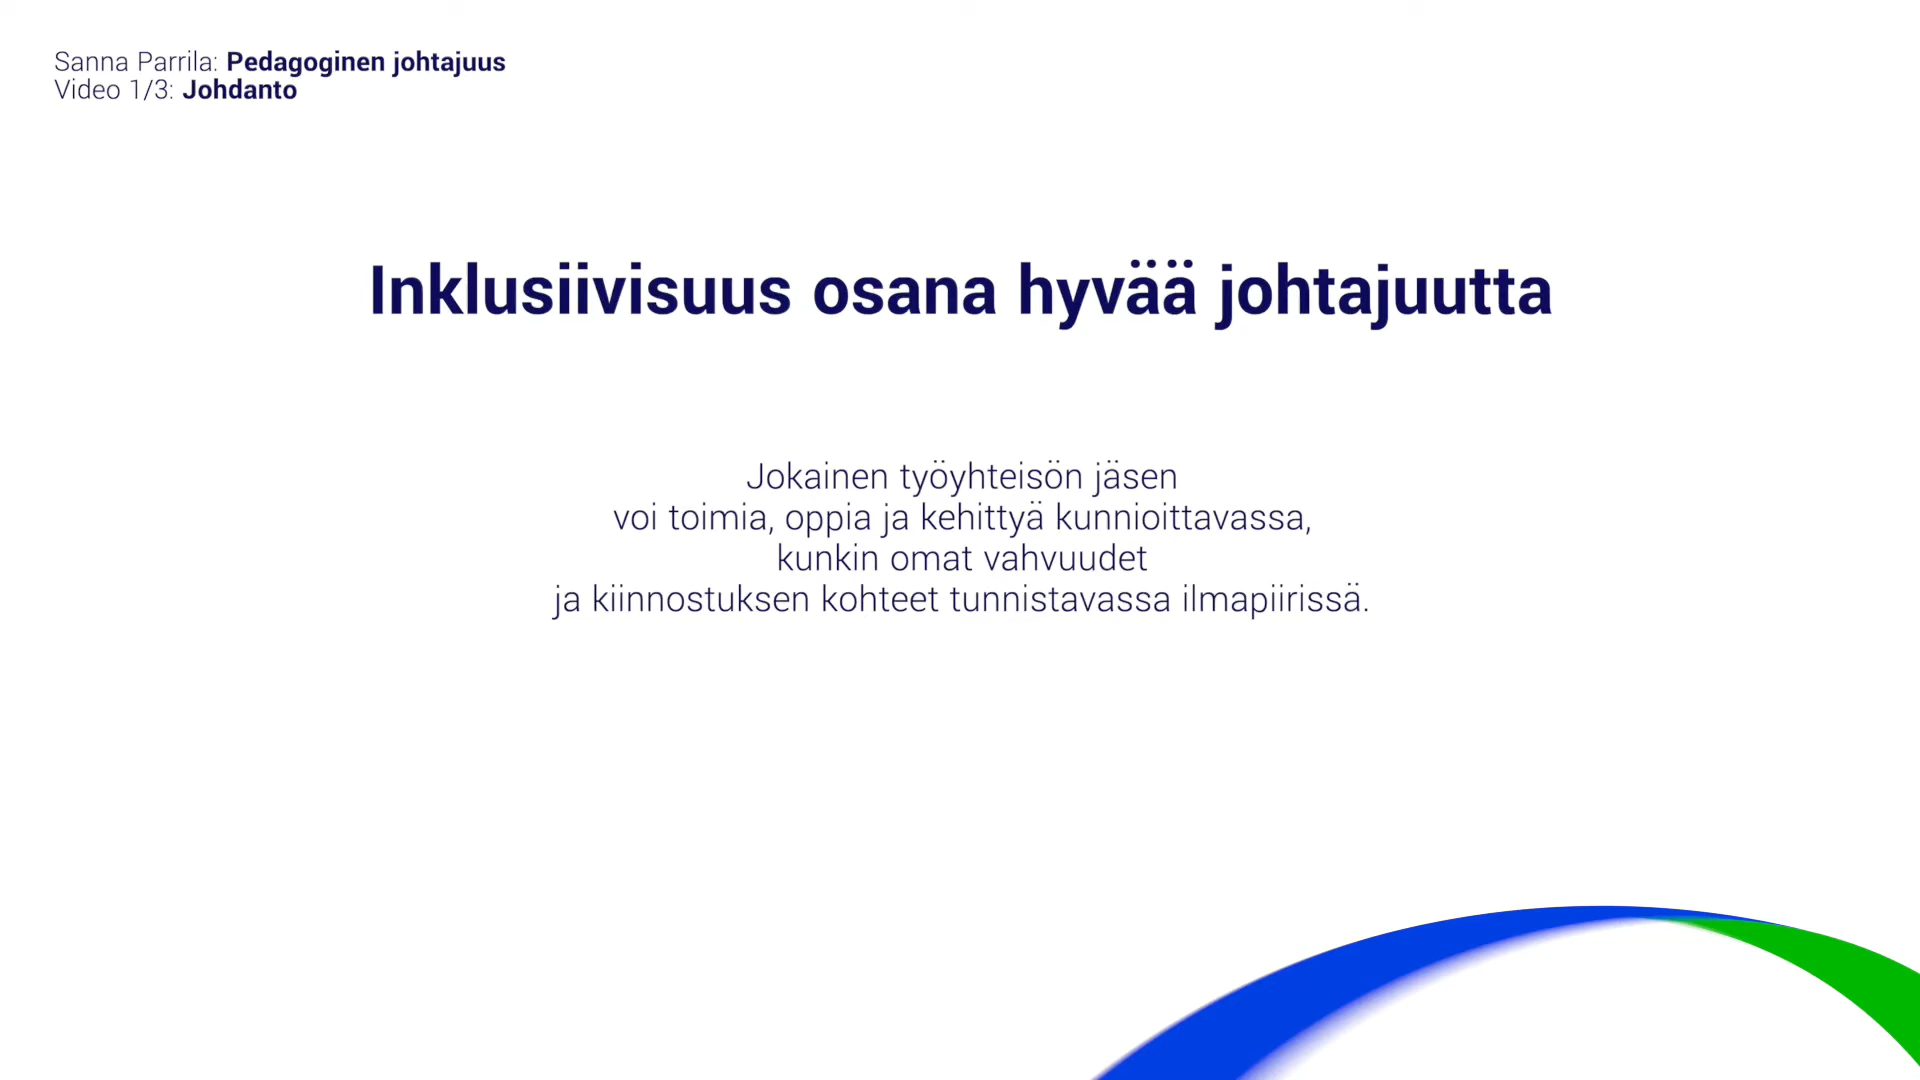 Sanna Parrila: Pedagoginen johtajuus
Video 1/3: Johdanto
Inklusiivisuus osana hyvää johtajuutta
Jokainen työyhteisön jäsen
voi toimia, oppia ja kehittyä kunnioittavassa,
kunkin omat vahvuudet
ja kiinnostuksen kohteet tunnistavassa ilmapiirissä.